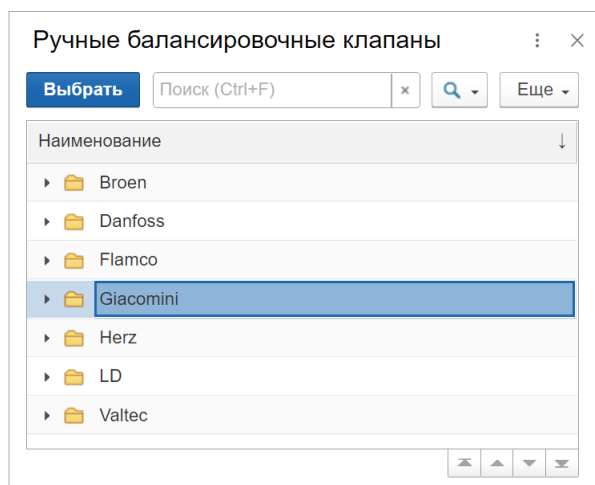 Ручные балансировочные клапаны
Выбрать Поиск (Ctrl+F) × Еще
Наименование ↓
Broen
Danfoss
Flamco
Giacomini
Herz
LD
Valtec